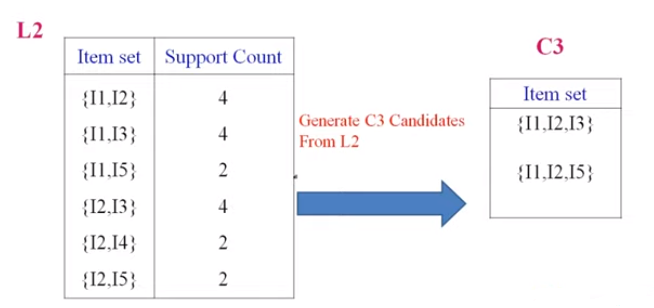 L2
Item set Support Count
{I1,I2} 4
{I1,I3} 4
{I1,I5} 2
{I2,I3} 4
{I2,I4} 2
{I2,I5} 2
Generate C3 Candidates
From L2
C3
Item set
{I1,I2,I3}
{I1,I2,I5}